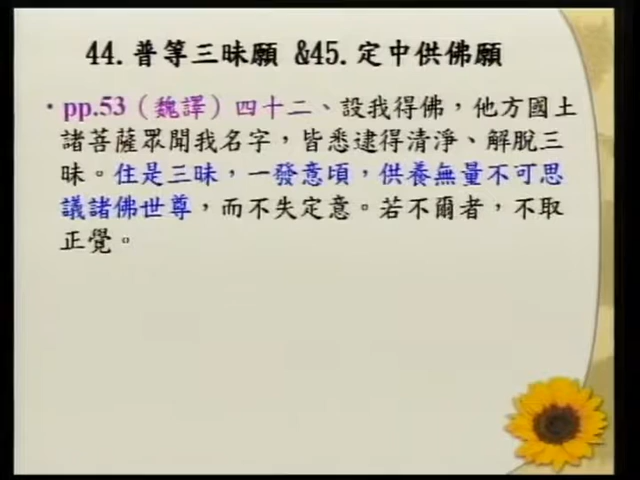 44.普等三昧願 &45.定中供佛願
·pp.53（魏譯）四十二、設我得佛，他方國土
諸菩薩眾聞我名字，皆悉逮得清淨、解脫三
昧。住是三昧，一發意頃，供養無量不可思
議諸佛世尊，而不失定意。若不爾者，不取
正覺。